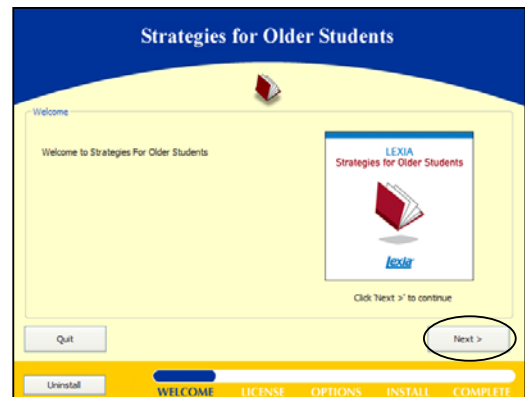 Strategies for Older Students
Welcome
Welcome to Strategies For Older Students
LEXIA
Strategies for Older Students
lexia
Click 'Next >' to continue
Quit
Next >
Uninstall
WELCOME LICENSE OPTIONS INSTALL COMPLETE